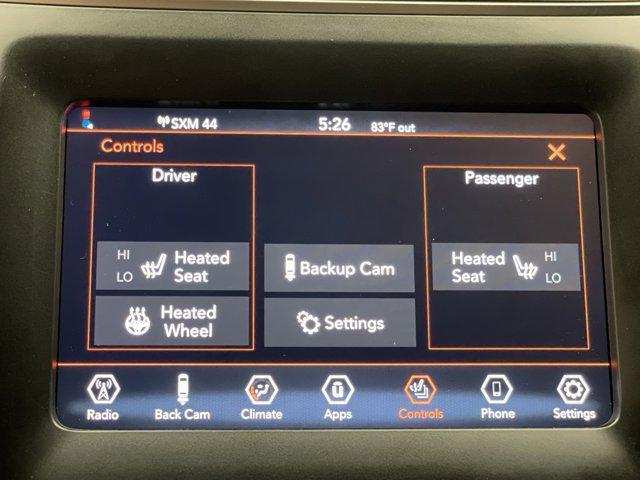 SXM 44 5:26 83°F out
Controls
Driver
HI
LO
Heated
Seat
Heated
Wheel
Backup Cam
Settings
Passenger
Heated
Seat
HI
LO
Radio Back Cam Climate Apps Controls Phone Settings